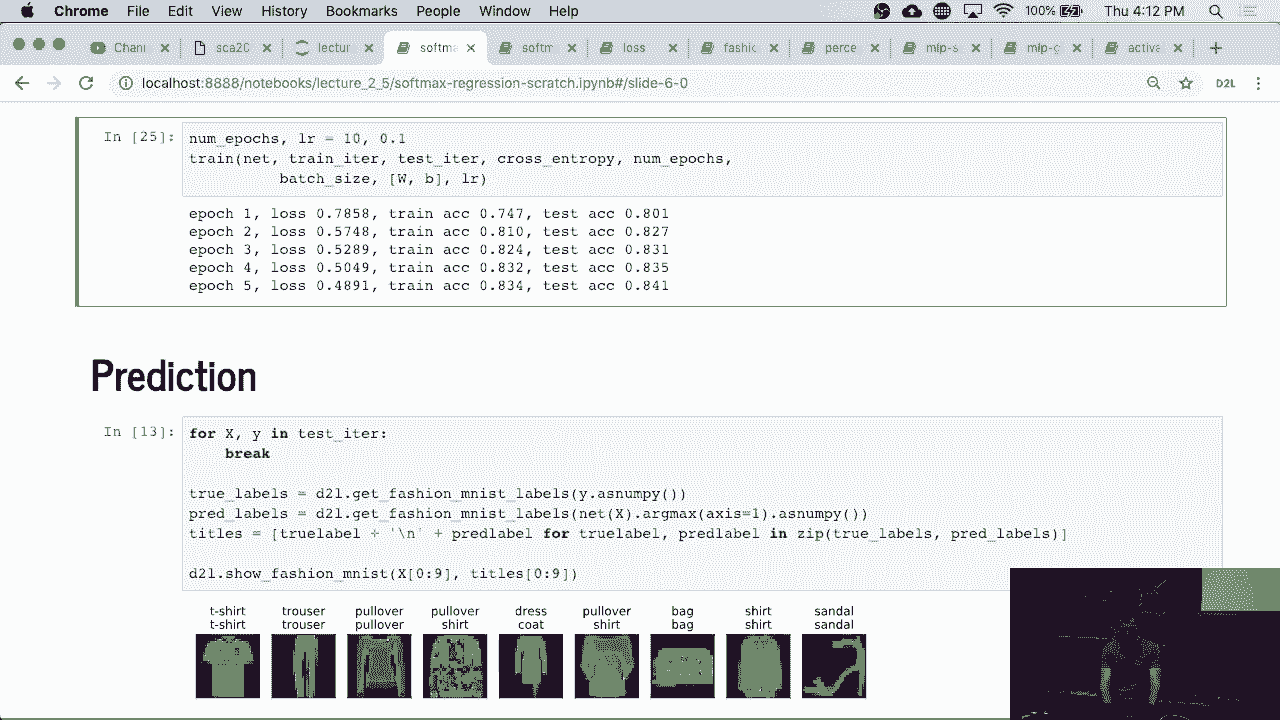 Chrome File Edit View History Bookmarks People Window Help 100% Thu 4:12 PM
Chan sca20 lectur softma softm loss fashic perce mlp-s mlp-g activa
localhost:8888/notebooks/lecture_2_5/softmax-regression-scratch.ipynb#/slide-6-0 D2L
In [25]: num_epochs, lr = 10, 0.1
train(net, train_iter, test_iter, cross_entropy, num_epochs,
batch_size, [W, b], lr)
epoch 1, loss 0.7858, train acc 0.747, test acc 0.801
epoch 2, loss 0.5748, train acc 0.810, test acc 0.827
epoch 3, loss 0.5289, train acc 0.824, test acc 0.831
epoch 4, loss 0.5049, train acc 0.832, test acc 0.835
epoch 5, loss 0.4891, train acc 0.834, test acc 0.841
Prediction
In [13]: for X, y in test_iter:
break
true_labels = d2l.get_fashion_mnist_labels(y.asnumpy())
pred_labels = d2l.get_fashion_mnist_labels(net(X).argmax(axis=1).asnumpy())
titles = [truelabel + '\n' + predlabel for truelabel, predlabel in zip(true_labels, pred_labels)]
d2l.show_fashion_mnist(X[0:9], titles[0:9])
t-shirt trouser pullover pullover dress pullover bag shirt sandal
t-shirt trouser pullover shirt coat shirt bag shirt sandal